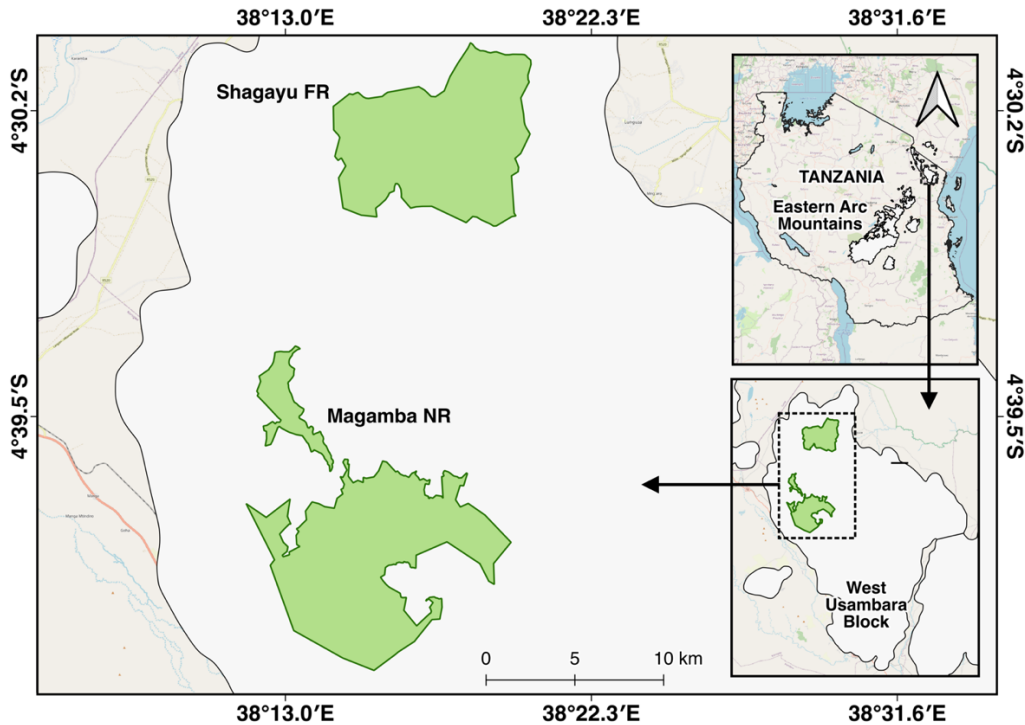 38°13.0′E
38°22.3′E
38°31.6′E
4°30.2′S
4°30.2′S
Shagayu FR
TANZANIA
Eastern Arc
Mountains
4°39.5′S
4°39.5′S
Magamba NR
West
Usambara
Block
0
5
10 km
38°13.0′E
38°22.3′E
38°31.6′E